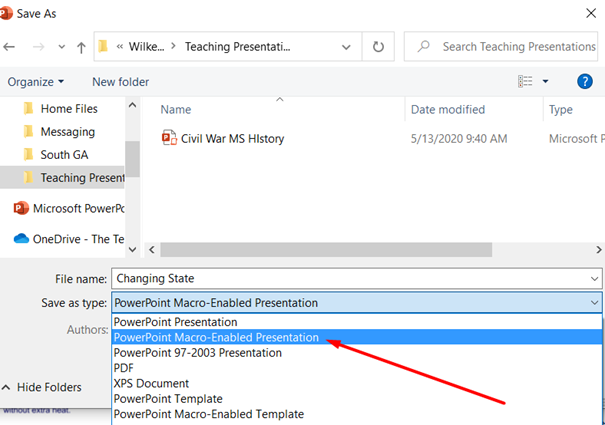 Save As
« Wilke... > Teaching Presentati...
Search Teaching Presentations
Organize
New folder
?
Home Files
Messaging
South GA
Teaching Present
Microsoft PowerPo
OneDrive - The Te
Name
Date modified
Type
Civil War MS HIstory
5/13/2020 9:40 AM
Microsoft P
File name:
Changing State
Save as type:
PowerPoint Macro-Enabled Presentation
Authors:
PowerPoint Presentation
PowerPoint Macro-Enabled Presentation
PowerPoint 97-2003 Presentation
PDF
XPS Document
PowerPoint Template
PowerPoint Macro-Enabled Template
Hide Folders
without extra heat.